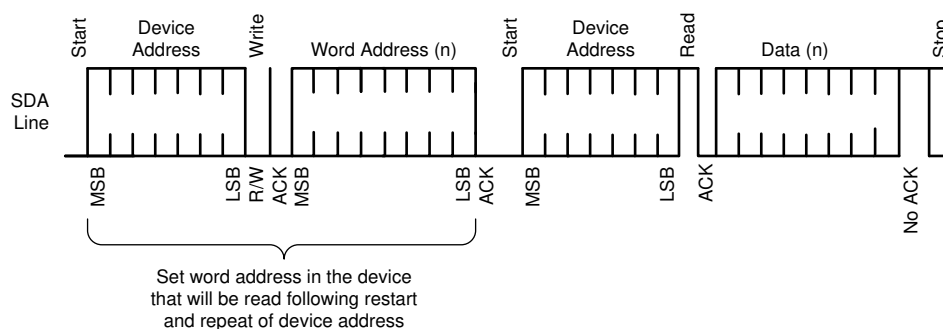 Start
Device
Address
Write
Word Address (n)
Start
Device
Address
Read
Data (n)
Stop
SDA
Line
MSB
LSB
R/W
ACK
MSB
LSB
ACK
MSB
LSB
ACK
No ACK
Set word address in the device
that will be read following restart
and repeat of device address